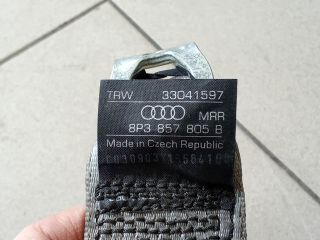 TRW 33041597
MRR
8P3 857 805 B
Made in Czech Republic